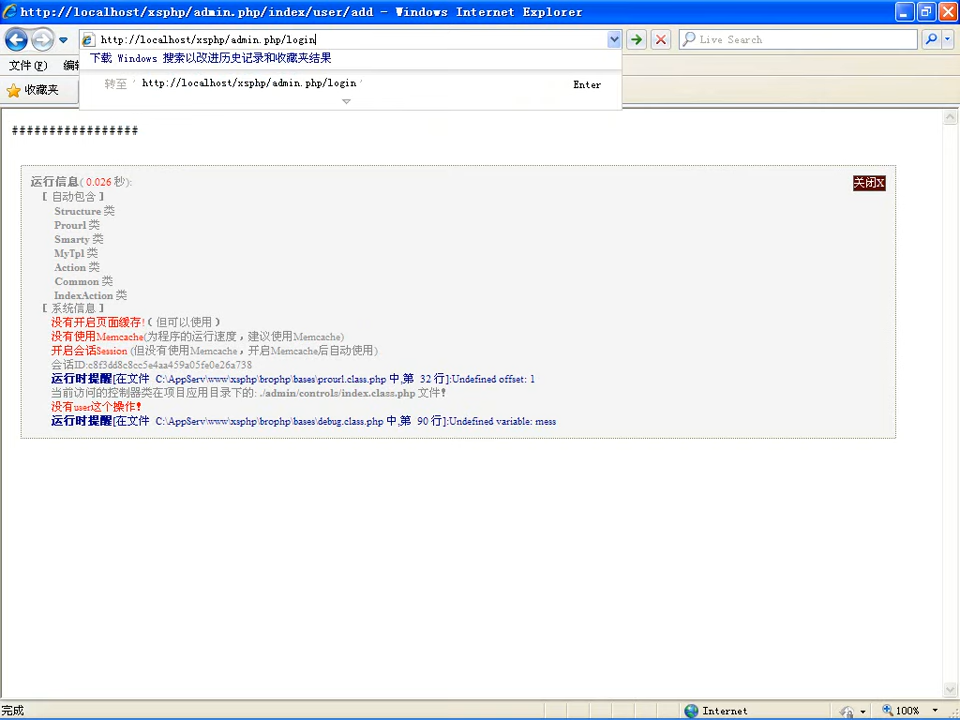 http://localhost/xsphp/admin.php/index/user/add - Windows Internet Explorer
http://localhost/xsphp/admin.php/login
Live Search
下载 Windows 搜索以改进历史记录和收藏夹结果
文件(F) 编辑
转至 ' http://localhost/xsphp/admin.php/login ' Enter
收藏夹
#################
运行信息( 0.026 秒): 关闭X
[ 自动包含 ]
Structure 类
Prourl 类
Smarty 类
MyTpl 类
Action 类
Common 类
IndexAction 类
[ 系统信息 ]
没有开启页面缓存! ( 但可以使用 )
没有使用Memcache(为程序的运行速度，建议使用Memcache)
开启会话Session (但没有使用Memcache，开启Memcache后自动使用)
会话ID:c8f3dd8c8cc5e4aa459a05fe0e26a738
运行时提醒[在文件 C:\AppServ\www\xsphp\brophp\bases\prourl.class.php 中,第 32 行]:Undefined offset: 1
当前访问的控制器类在项目应用目录下的: ./admin/controls/index.class.php 文件！
没有user这个操作！
运行时提醒[在文件 C:\AppServ\www\xsphp\brophp\bases\debug.class.php 中,第 90 行]:Undefined variable: mess
完成 Internet 100%